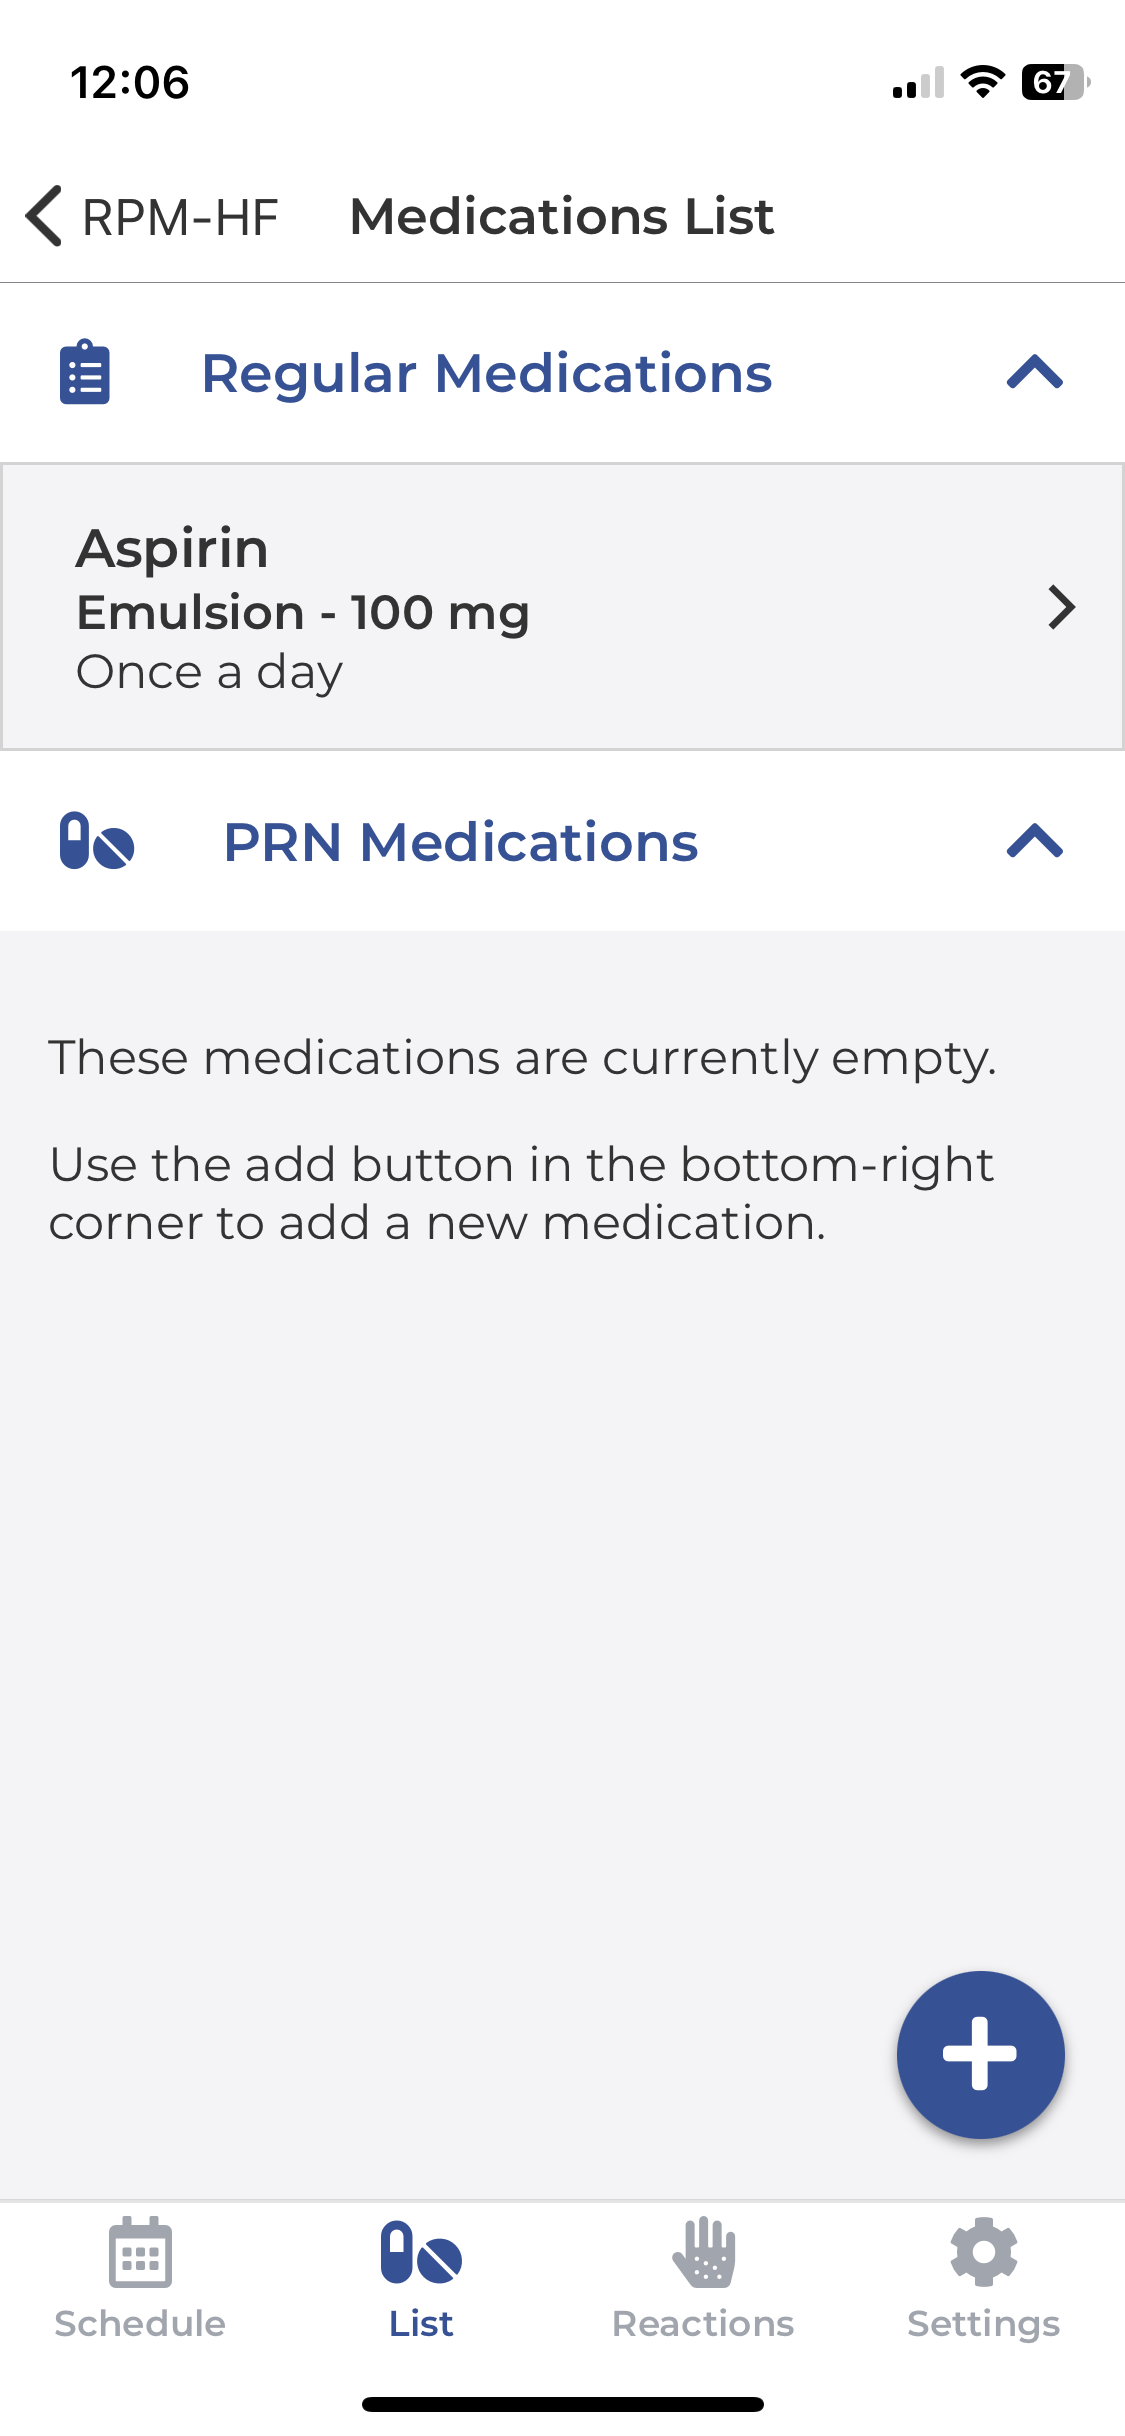 12:06
67
RPM-HF
Medications List
Regular Medications
Aspirin
Emulsion - 100 mg
Once a day
PRN Medications
These medications are currently empty.
Use the add button in the bottom-right
corner to add a new medication.
Schedule
List
Reactions
Settings